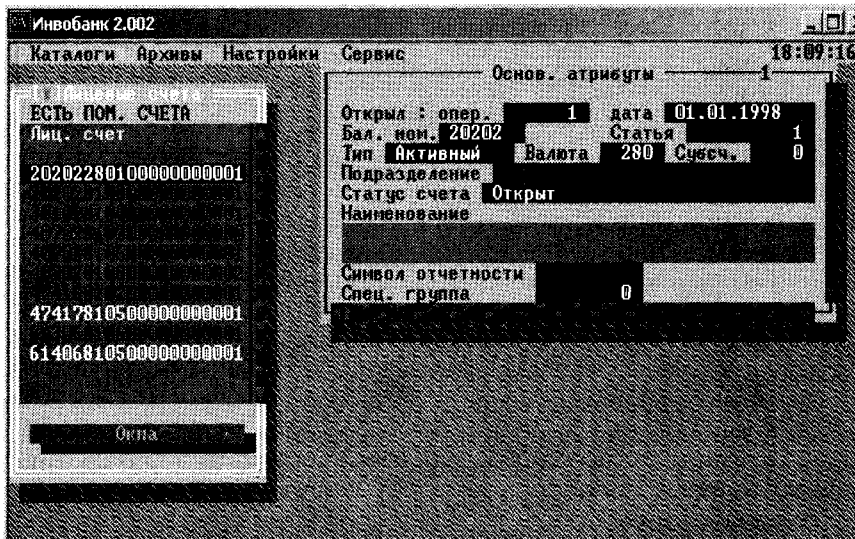 Инвобанк 2.002
Каталоги Архивы Настройки Сервис 18:09:16
Лицевые счета
ЕСТЬ ПОМ. СЧЕТА
Лиц. счет
20202280100000000001
47417810500000000001
61406810500000000001
Окна
Основ. атрибуты 1
Открыл : опер. 1 дата 01.01.1998
Бал. ном. 20202 Статья 1
Тип Активный Валюта 280 Субсч. 0
Подразделение
Статус счета Открыт
Наименование
Символ отчетности
Спец. группа 0